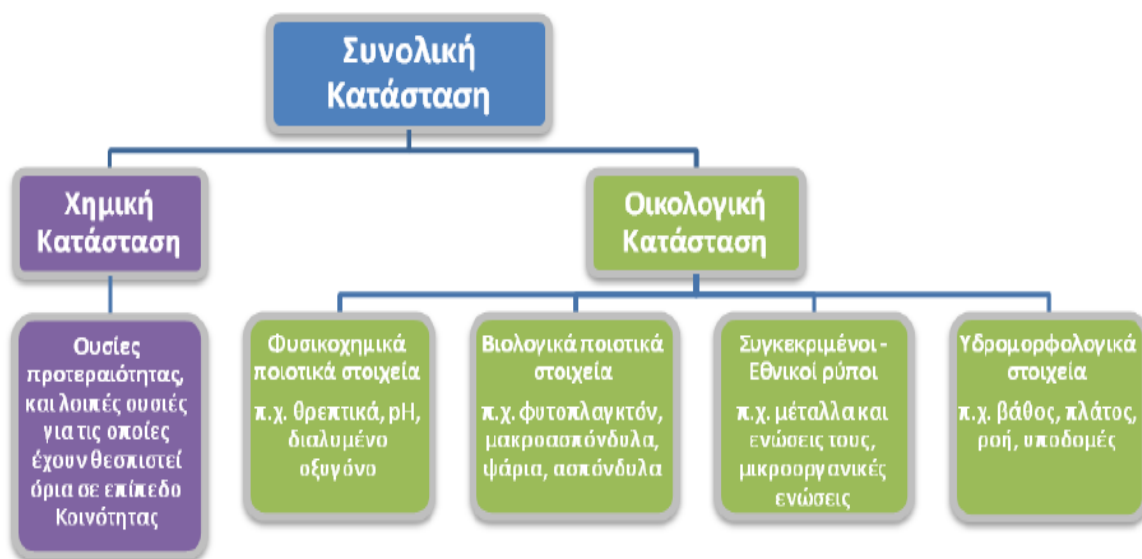 Συνολική
Κατάσταση
Χημική
Κατάσταση
Οικολογική
Κατάσταση
Ουσίες
προτεραιότητας,
και λοιπές ουσιές
για τις οποίες
έχουν θεσπιστεί
όρια σε επίπεδο
Κοινότητας
Φυσικοχημικά
ποιοτικά στοιχεία
π.χ. θρεπτικά, pH,
διαλυμένο
οξυγόνο
Βιολογικά ποιοτικά
στοιχεία
π.χ. φυτοπλαγκτόν,
μακροασπόνδυλα,
ψάρια, ασπόνδυλα
Συγκεκριμένοι -
Εθνικοί ρύποι
π.χ. μέταλλα και
ενώσεις τους,
μικροοργανικές
ενώσεις
Υδρομορφολογικά
στοιχεία
π.χ. βάθος, πλάτος,
ροή, υποδομές